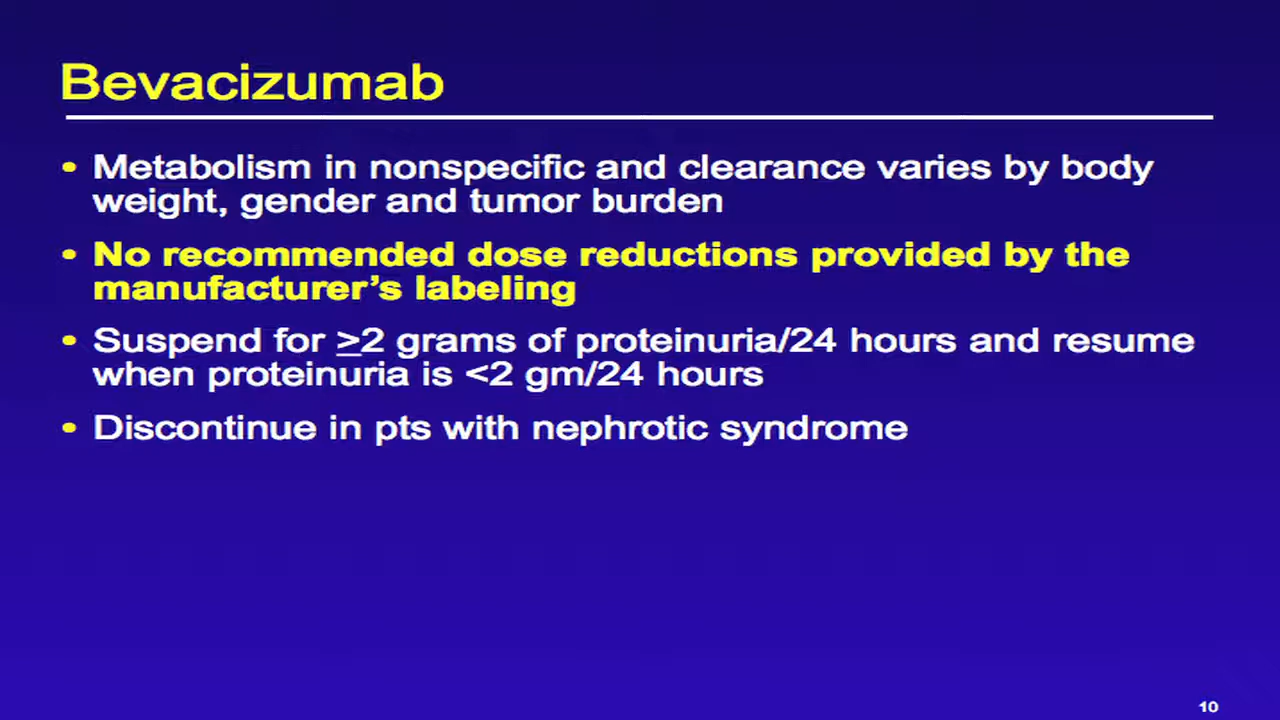 Bevacizumab
• Metabolism in nonspecific and clearance varies by body
weight, gender and tumor burden
• No recommended dose reductions provided by the
manufacturer’s labeling
• Suspend for ≥2 grams of proteinuria/24 hours and resume
when proteinuria is <2 gm/24 hours
• Discontinue in pts with nephrotic syndrome
10